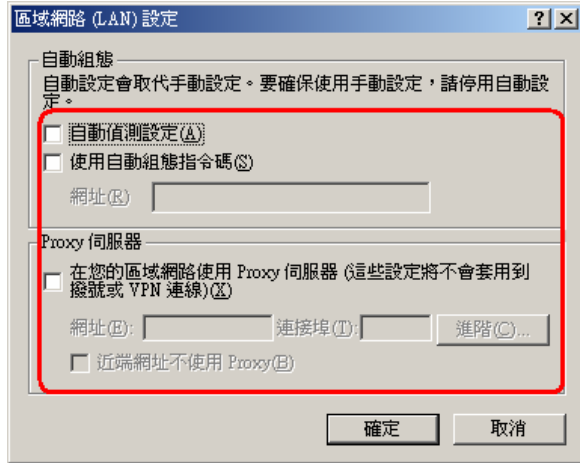 區域網路 (LAN) 設定
自動組態
自動設定會取代手動設定。要確保使用手動設定，請停用自動設
定。
自動偵測設定(A)
使用自動組態指令碼(S)
網址(R)
Proxy 伺服器
在您的區域網路使用 Proxy 伺服器 (這些設定將不會套用到
撥號或 VPN 連線)(X)
網址(E): 連接埠(T): 進階(C)...
近端網址不使用 Proxy(B)
確定 取消